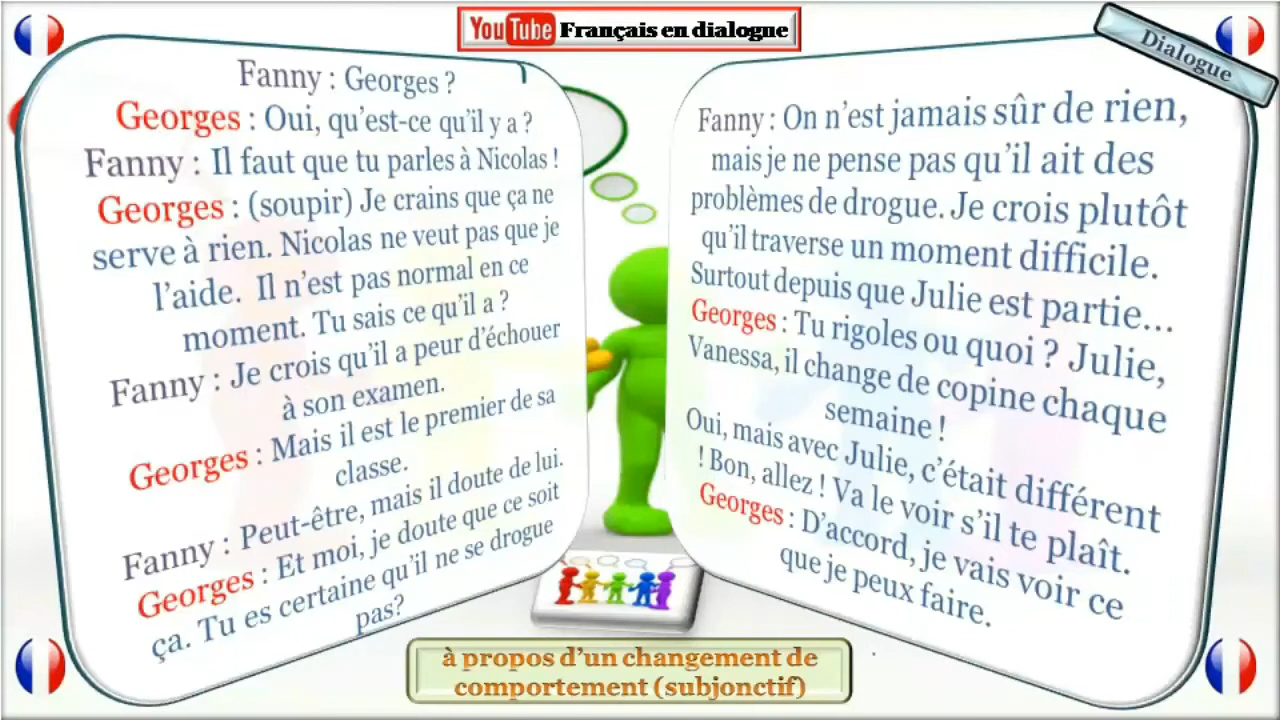 YouTube Français en dialogue
Dialogue
Fanny : Georges ?
Georges : Oui, qu'est-ce qu'il y a ?
Fanny : Il faut que tu parles à Nicolas !
Georges : (soupir) Je crains que ça ne
serve à rien. Nicolas ne veut pas que je
l'aide. Il n'est pas normal en ce
moment. Tu sais ce qu'il a ?
Fanny : Je crois qu'il a peur d'échouer
à son examen.
Georges : Mais il est le premier de sa
classe.
Fanny : Peut-être, mais il doute de lui.
Georges : Et moi, je doute que ce soit
ça. Tu es certaine qu'il ne se drogue
pas?
Fanny : On n'est jamais sûr de rien,
mais je ne pense pas qu'il ait des
problèmes de drogue. Je crois plutôt
qu'il traverse un moment difficile.
Surtout depuis que Julie est partie...
Georges : Tu rigoles ou quoi ? Julie,
Vanessa, il change de copine chaque
semaine !
Oui, mais avec Julie, c'était différent
! Bon, allez ! Va le voir s'il te plaît.
Georges : D'accord, je vais voir ce
que je peux faire.
à propos d'un changement de
comportement (subjonctif)